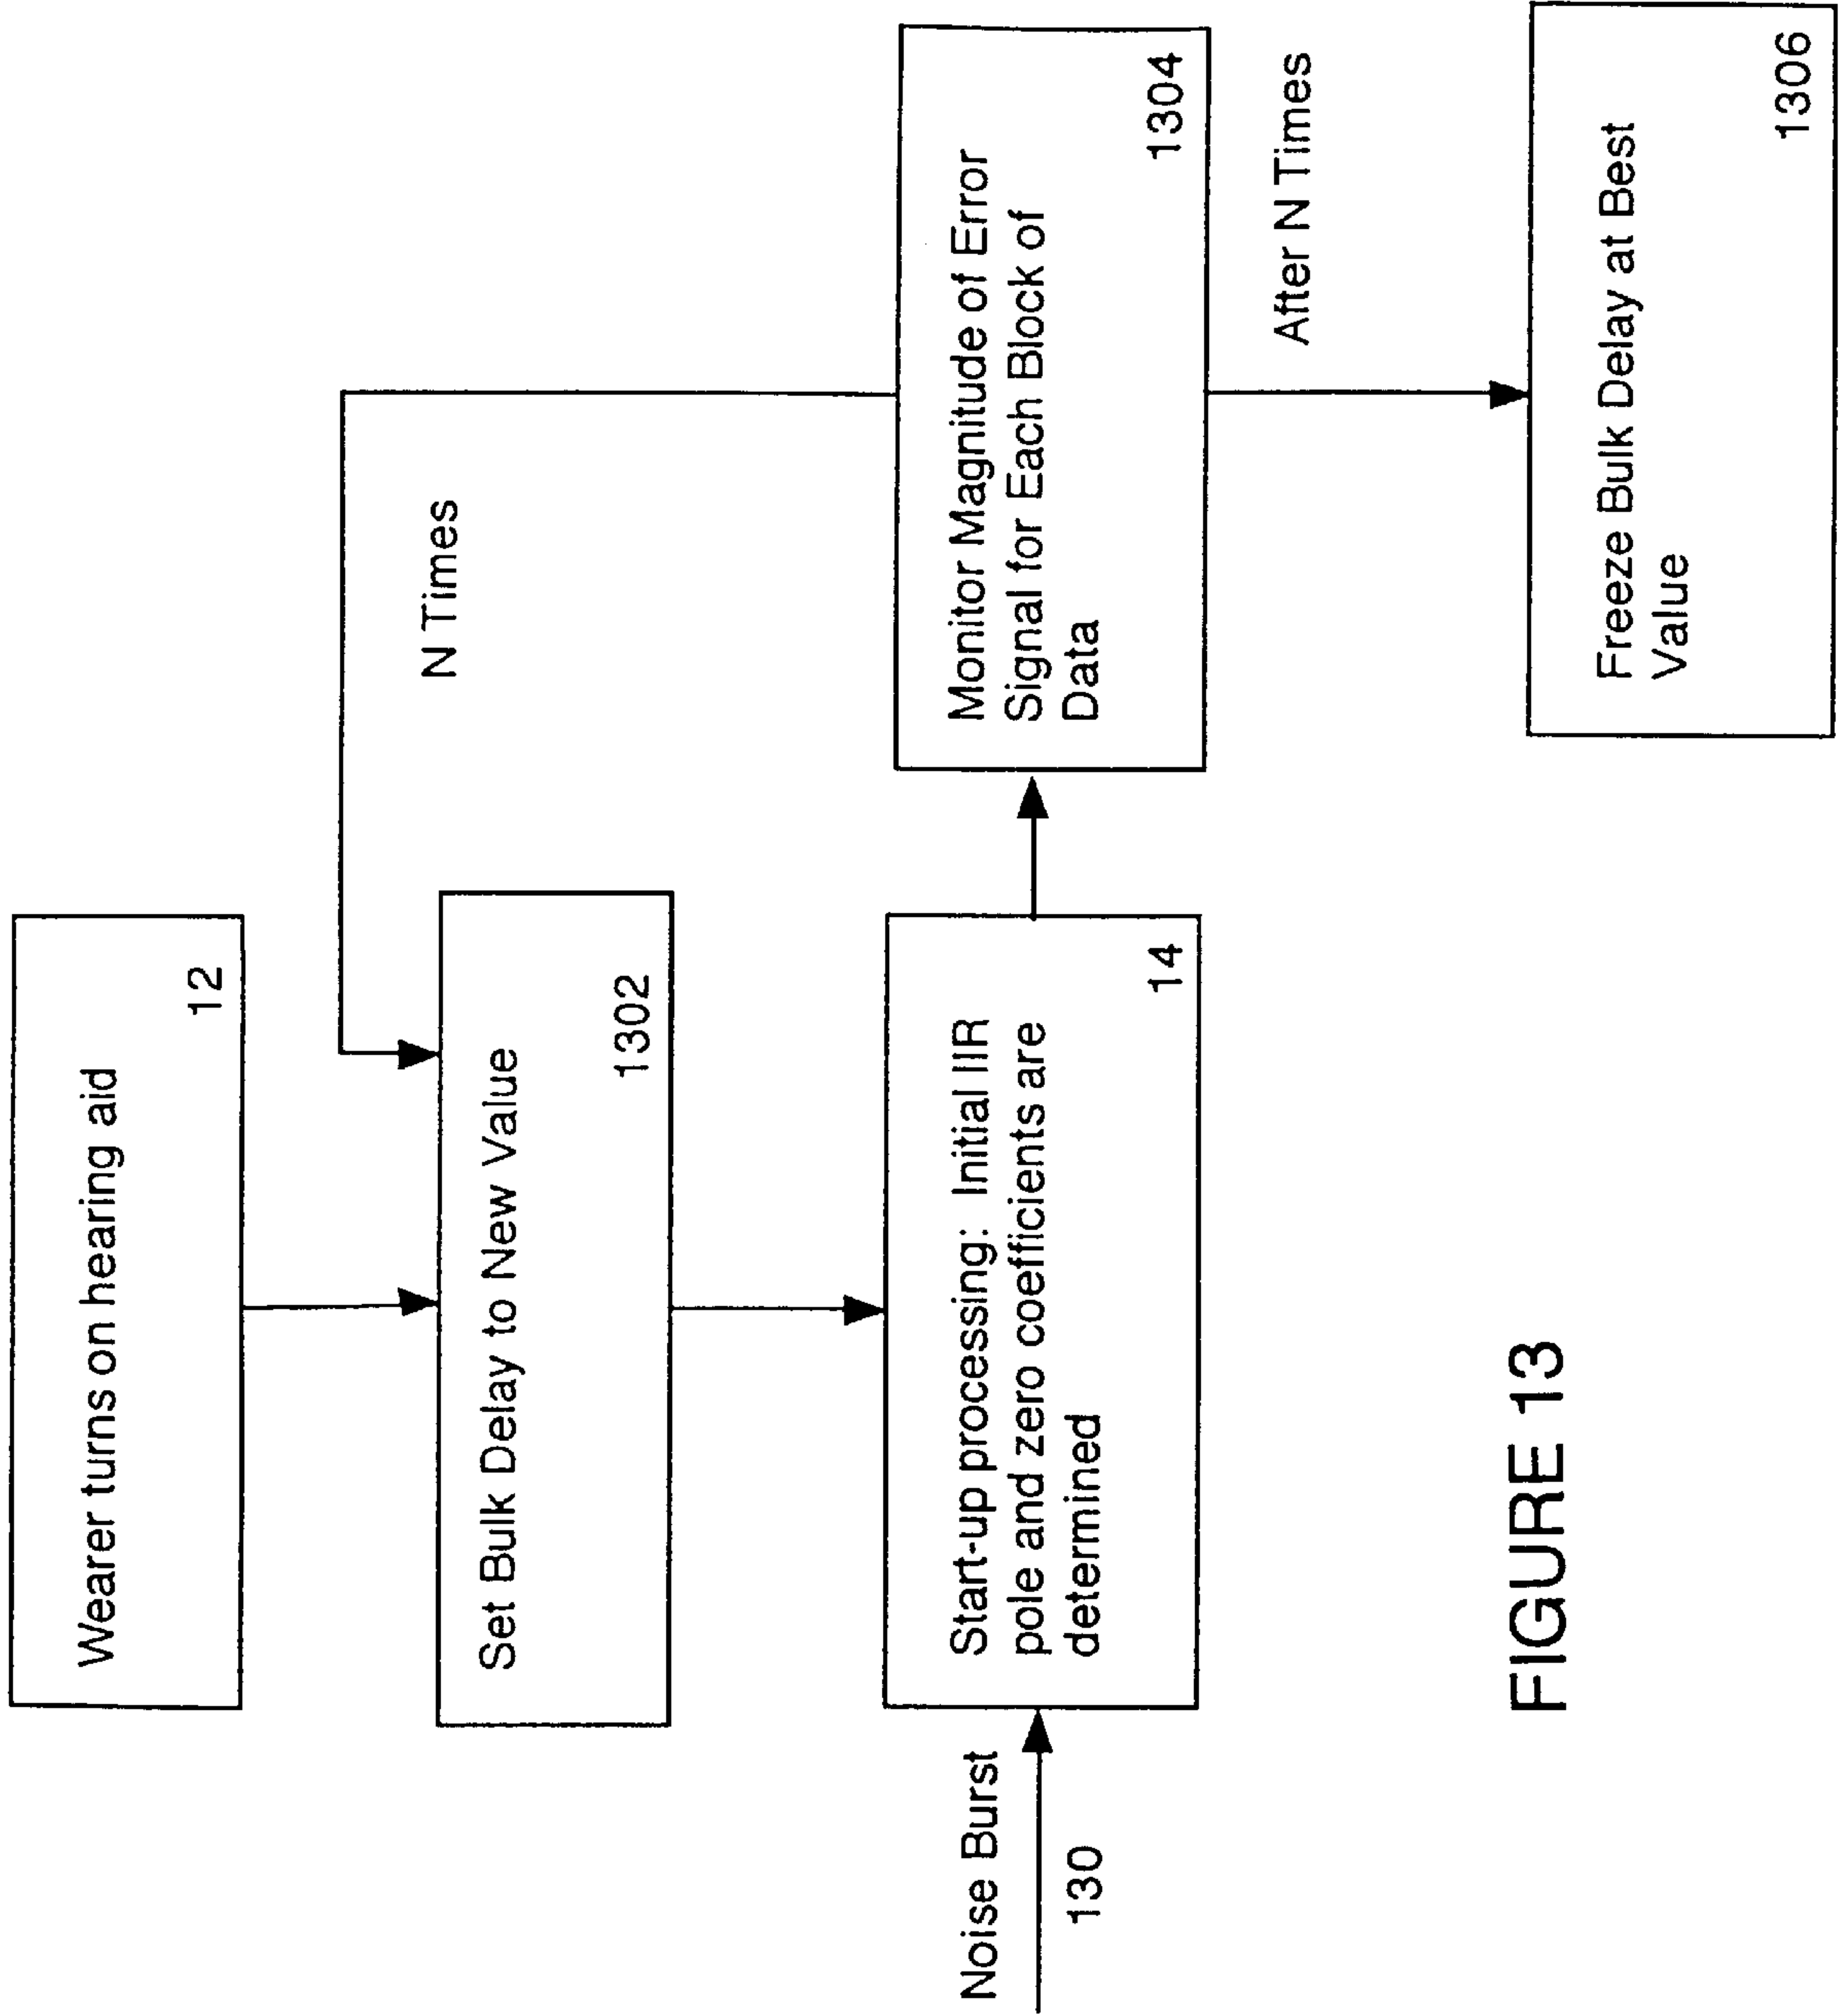 Wearer turns on hearing aid
12
N Times
Set Bulk Delay to New Value
1302
Noise Burst
130
Start-up processing: Initial IIR
pole and zero coefficients are
determined
14
Monitor Magnitude of Error
Signal for Each Block of
Data
1304
After N Times
Freeze Bulk Delay at Best
Value
1306
FIGURE 13